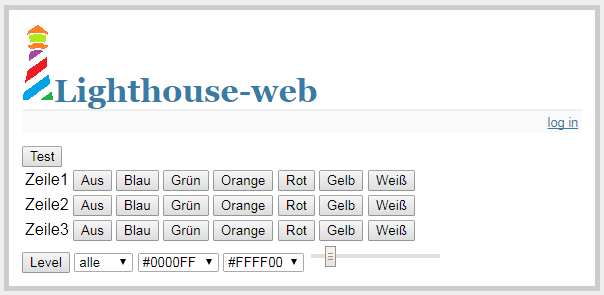 Lighthouse-web
log in
Test
Zeile1 Aus Blau Grün Orange Rot Gelb Weiß
Zeile2 Aus Blau Grün Orange Rot Gelb Weiß
Zeile3 Aus Blau Grün Orange Rot Gelb Weiß
Level alle #0000FF #FFFF00